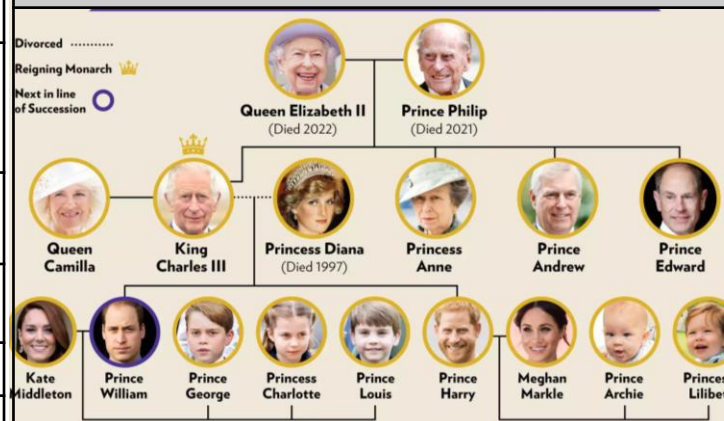 Divorced
Reigning Monarch
Next in line
of Succession
Queen Elizabeth II
(Died 2022)
Prince Philip
(Died 2021)
Queen
Camilla
King
Charles III
Princess Diana
(Died 1997)
Princess
Anne
Prince
Andrew
Prince
Edward
Kate
Middleton
Prince
William
Prince
George
Princess
Charlotte
Prince
Louis
Prince
Harry
Meghan
Markle
Prince
Archie